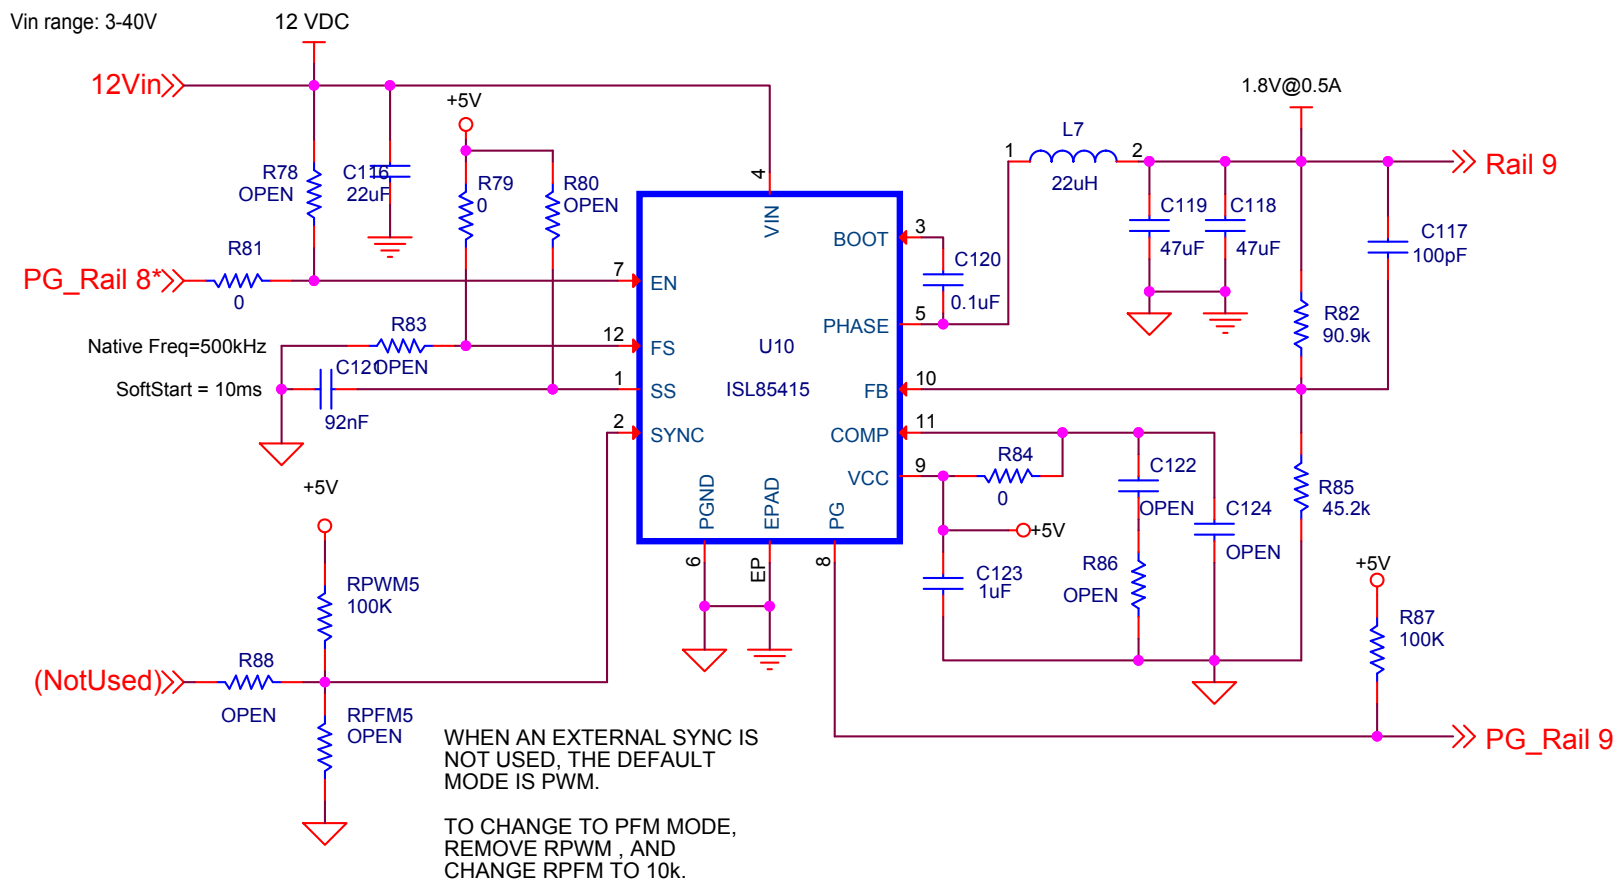 Vin range: 3-40V
12 VDC
12Vin
+5V
1.8V@0.5A
L7
1
2
22uH
Rail 9
R78
OPEN
C116
22uF
R79
0
R80
OPEN
4
VIN
BOOT
3
C119
47uF
C118
47uF
C117
100pF
R81
0
PG_Rail 8*
7
EN
C120
0.1uF
PHASE
5
R83
OPEN
12
FS
Native Freq=500kHz
U10
ISL85415
R82
90.9k
C121
92nF
SoftStart = 10ms
1
SS
FB
10
2
SYNC
COMP
11
VCC
9
R84
0
C122
OPEN
C124
OPEN
R85
45.2k
+5V
PGND
EPAD
PG
6
EP
8
+5V
C123
1uF
R86
OPEN
+5V
R87
100K
RPWM5
100K
(NotUsed)
R88
OPEN
RPFM5
OPEN
PG_Rail 9
WHEN AN EXTERNAL SYNC IS
NOT USED, THE DEFAULT
MODE IS PWM.
TO CHANGE TO PFM MODE,
REMOVE RPWM , AND
CHANGE RPFM TO 10k.